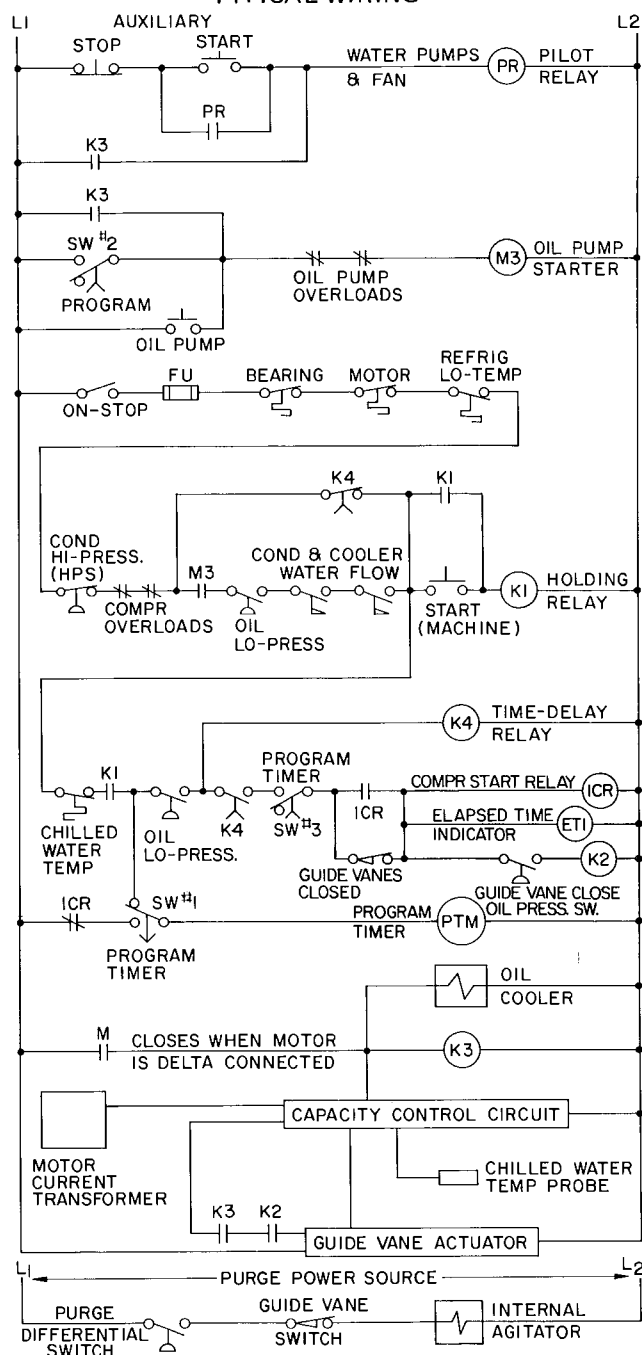 TYPICAL WIRING
L1
AUXILIARY
L2
STOP
START
WATER PUMPS
& FAN
PR
PILOT
RELAY
PR
K3
K3
SW #2
PROGRAM
OIL PUMP
OVERLOADS
M3
OIL PUMP
STARTER
OIL PUMP
ON-STOP
FU
BEARING
MOTOR
REFRIG
LO-TEMP
K4
K1
COND
HI-PRESS.
(HPS)
COMPR
OVERLOADS
M3
OIL
LO-PRESS
COND & COOLER
WATER FLOW
START
(MACHINE)
K1
HOLDING
RELAY
K4
TIME-DELAY
RELAY
CHILLED
WATER
TEMP
K1
OIL
LO-PRESS.
K4
PROGRAM
TIMER
SW #3
1CR
COMPR START RELAY
1CR
ELAPSED TIME
INDICATOR
ETI
GUIDE VANES
CLOSED
GUIDE VANE CLOSE
OIL PRESS. SW.
K2
1CR
SW #1
PROGRAM
TIMER
PROGRAM
TIMER
PTM
OIL
COOLER
M
CLOSES WHEN MOTOR
IS DELTA CONNECTED
K3
MOTOR
CURRENT
TRANSFORMER
CAPACITY CONTROL CIRCUIT
CHILLED WATER
TEMP PROBE
K3
K2
GUIDE VANE ACTUATOR
L1
PURGE POWER SOURCE
L2
PURGE
DIFFERENTIAL
SWITCH
GUIDE VANE
SWITCH
INTERNAL
AGITATOR